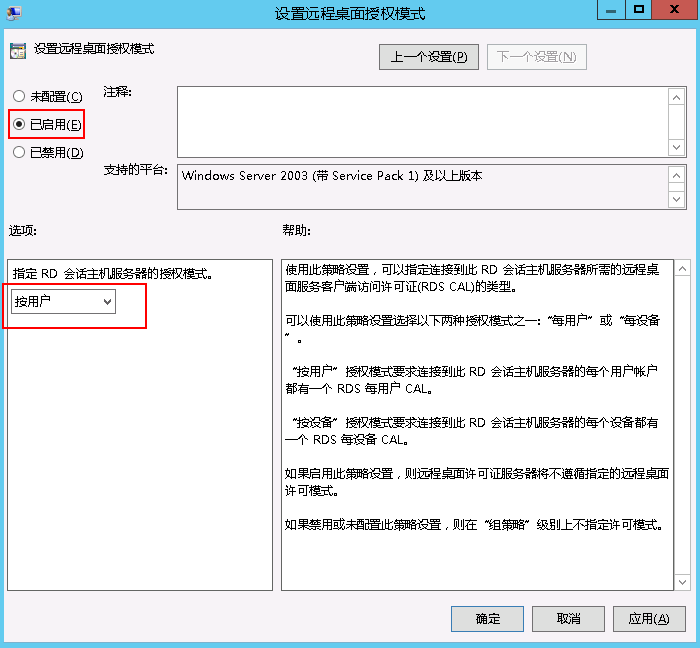 设置远程桌面授权模式
设置远程桌面授权模式
上一个设置(P)
下一个设置(N)
未配置(C)
注释:
已启用(E)
已禁用(D)
支持的平台:
Windows Server 2003 (带 Service Pack 1) 及以上版本
选项:
帮助:
指定 RD 会话主机服务器的授权模式。
按用户
使用此策略设置，可以指定连接到此 RD 会话主机服务器所需的远程桌
面服务客户端访问许可证(RDS CAL)的类型。
可以使用此策略设置选择以下两种授权模式之一:“每用户”或“每设备
”。
“按用户”授权模式要求连接到此 RD 会话主机服务器的每个用户帐户
都有一个 RDS 每用户 CAL。
“按设备”授权模式要求连接到此 RD 会话主机服务器的每个设备都有
一个 RDS 每设备 CAL。
如果启用此策略设置，则远程桌面许可证服务器将不遵循指定的远程桌面
许可模式。
如果禁用或未配置此策略设置，则在“组策略”级别上不指定许可模式。
确定
取消
应用(A)